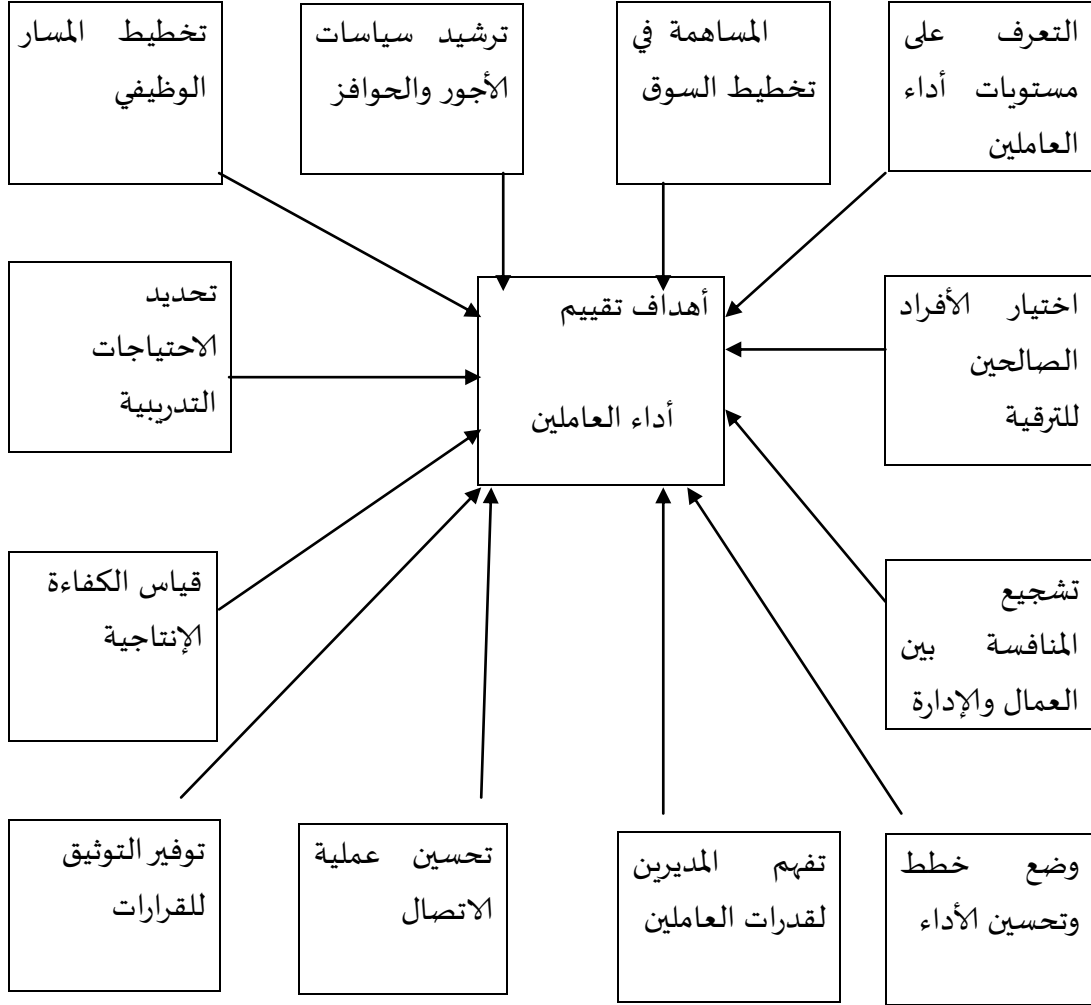 التعرف على
مستويات أداء
العاملين
المساهمة في
تخطيط السوق
ترشيد سياسات
الأجور والحوافز
تخطيط المسار
الوظيفي
اختيار الأفراد
الصالحين
للترقية
أهداف تقييم
أداء العاملين
تحديد
الاحتياجات
التدريبية
تشجيع
المنافسة بين
العمال والإدارة
قياس الكفاءة
الإنتاجية
وضع خطط
وتحسين الأداء
تفهم المديرين
لقدرات العاملين
تحسين عملية
الاتصال
توفير التوثيق
للقرارات